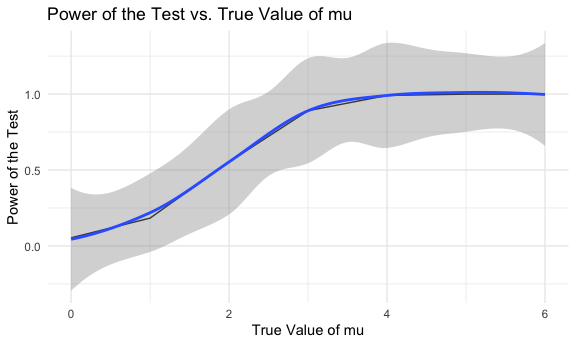 Power of the Test vs. True Value of mu
1.0
0.5
0.0
Power of the Test
0 2 4 6
True Value of mu